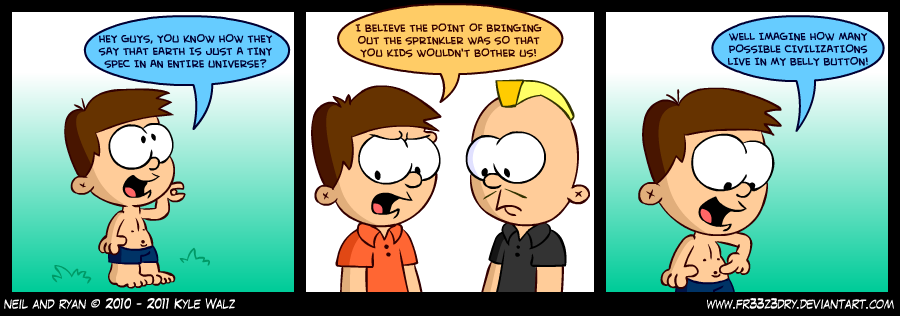 HEY GUYS, YOU KNOW HOW THEY
SAY THAT EARTH IS JUST A TINY
SPEC IN AN ENTIRE UNIVERSE?
I BELIEVE THE POINT OF BRINGING
OUT THE SPRINKLER WAS SO THAT
YOU KIDS WOULDN'T BOTHER US!
WELL IMAGINE HOW MANY
POSSIBLE CIVILIZATIONS
LIVE IN MY BELLY BUTTON!
NEIL AND RYAN © 2010 - 2011 KYLE WALZ
WWW.FR33Z3DRY.DEVIANTART.COM